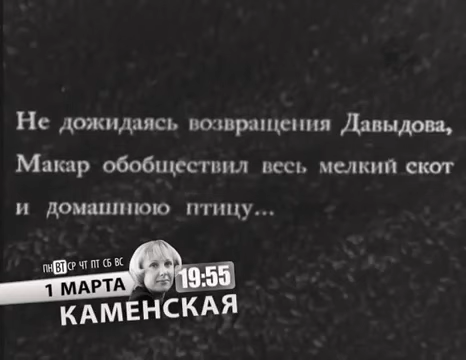 Не дожидаясь возвращения Давыдова,
Макар обобществил весь мелкий скот
и домашнюю птицу...
ПН ВТ СР ЧТ ПТ СБ ВС
1 МАРТА 19:55
КАМЕНСКАЯ